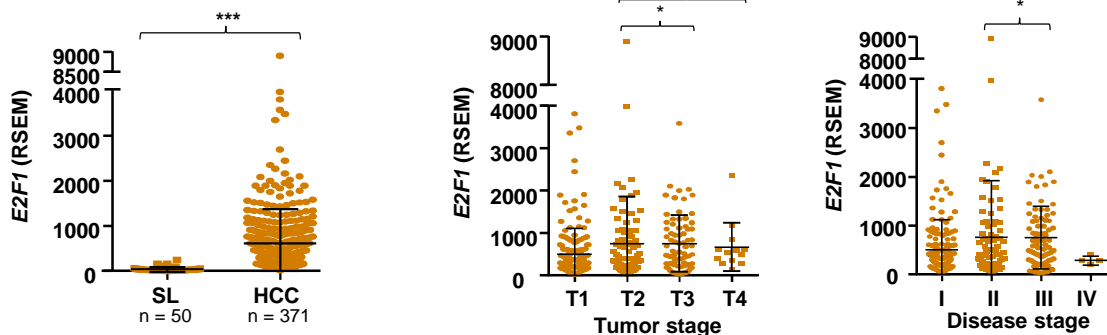 ***
9000
8500
4000
3000
2000
1000
0
E2F1 (RSEM)
SL
HCC
n = 50
n = 371
*
9000
8000
4000
3000
2000
1000
0
E2F1 (RSEM)
T1
T2
T3
T4
Tumor stage
*
9000
8000
4000
3000
2000
1000
0
E2F1 (RSEM)
I
II
III
IV
Disease stage